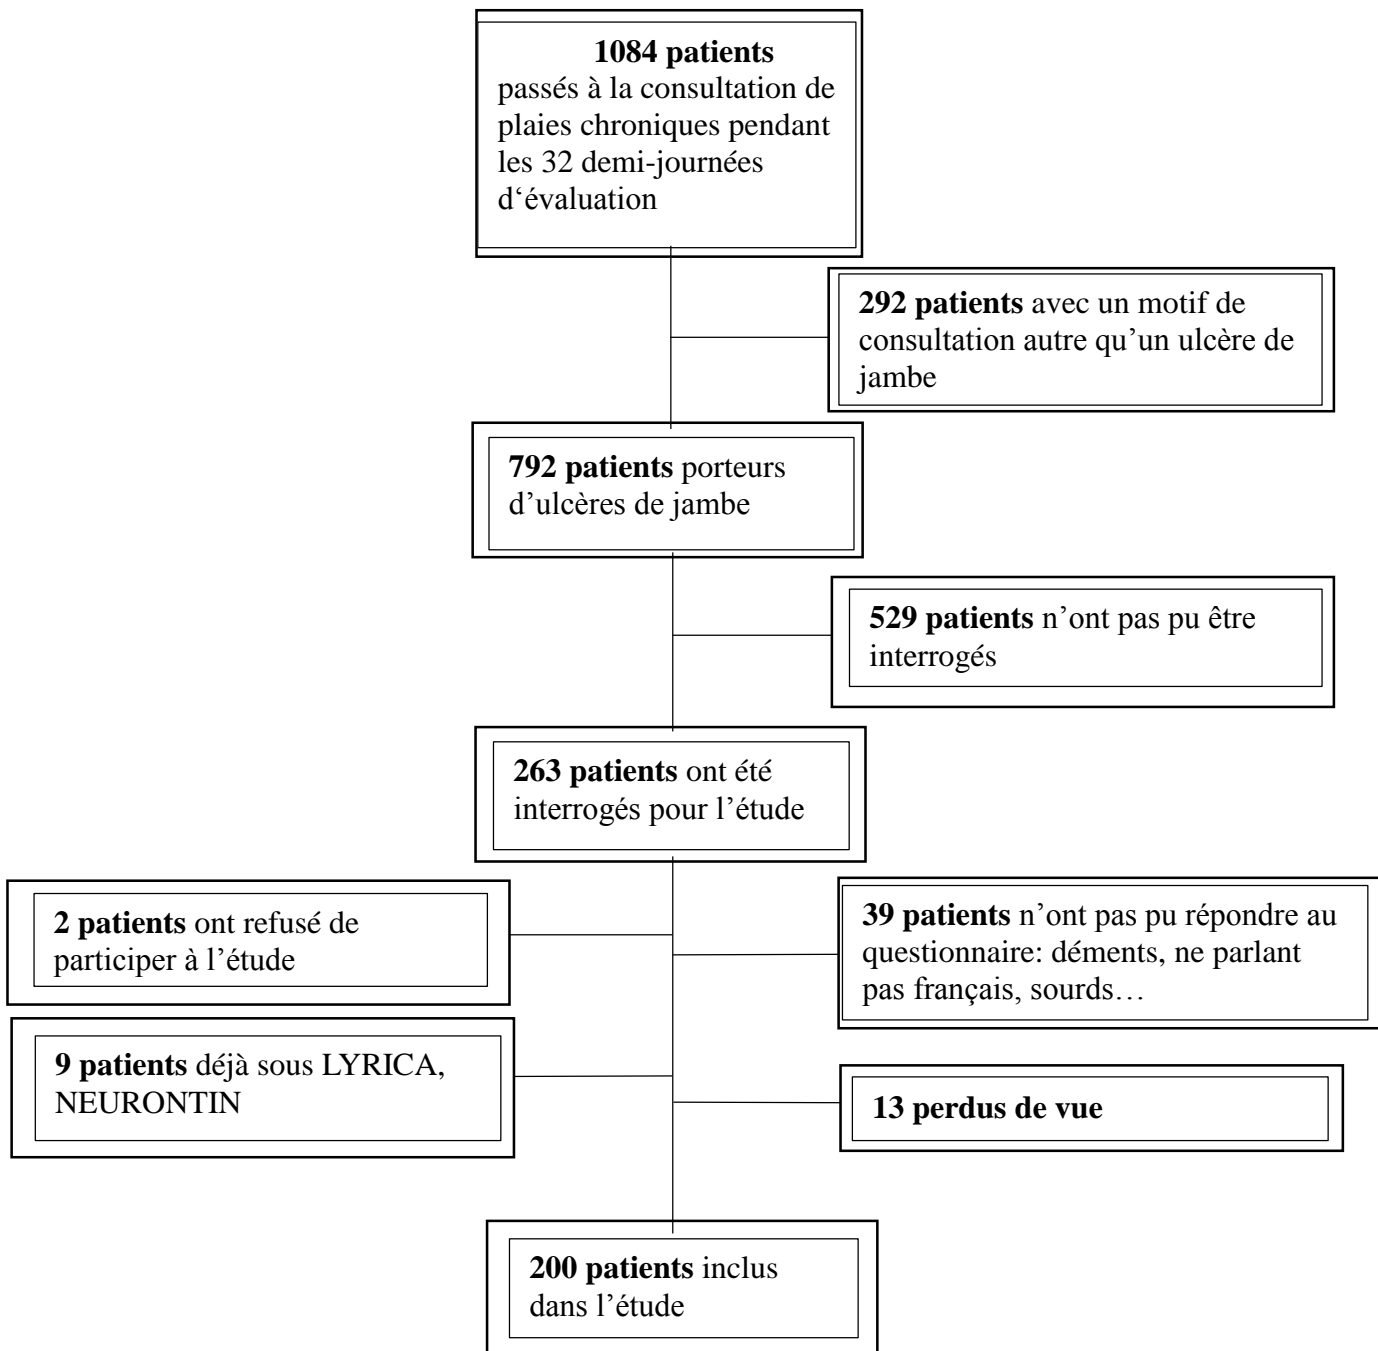 1084 patients
passés à la consultation de
plaies chroniques pendant
les 32 demi-journées
d‘évaluation
292 patients avec un motif de
consultation autre qu’un ulcère de
jambe
792 patients porteurs
d’ulcères de jambe
529 patients n’ont pas pu être
interrogés
263 patients ont été
interrogés pour l’étude
2 patients ont refusé de
participer à l’étude
39 patients n’ont pas pu répondre au
questionnaire: déments, ne parlant
pas français, sourds…
9 patients déjà sous LYRICA,
NEURONTIN
13 perdus de vue
200 patients inclus
dans l’étude